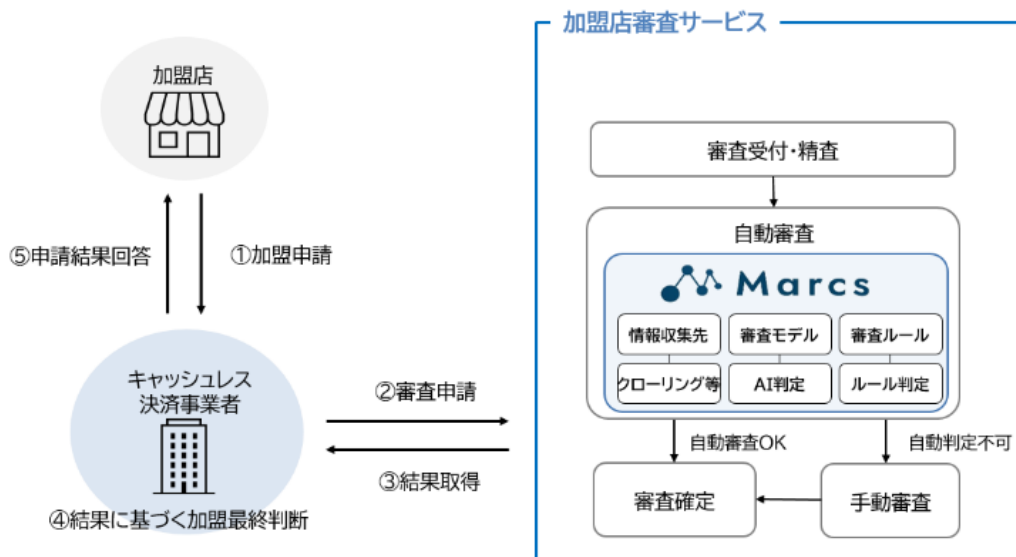 加盟店審査サービス
加盟店
⑤申請結果回答
①加盟申請
キャッシュレス
決済事業者
④結果に基づく加盟最終判断
②審査申請
③結果取得
審査受付・精査
自動審査
Marcs
情報収集先
審査モデル
審査ルール
クローリング等
AI判定
ルール判定
自動審査OK
自動判定不可
審査確定
手動審査